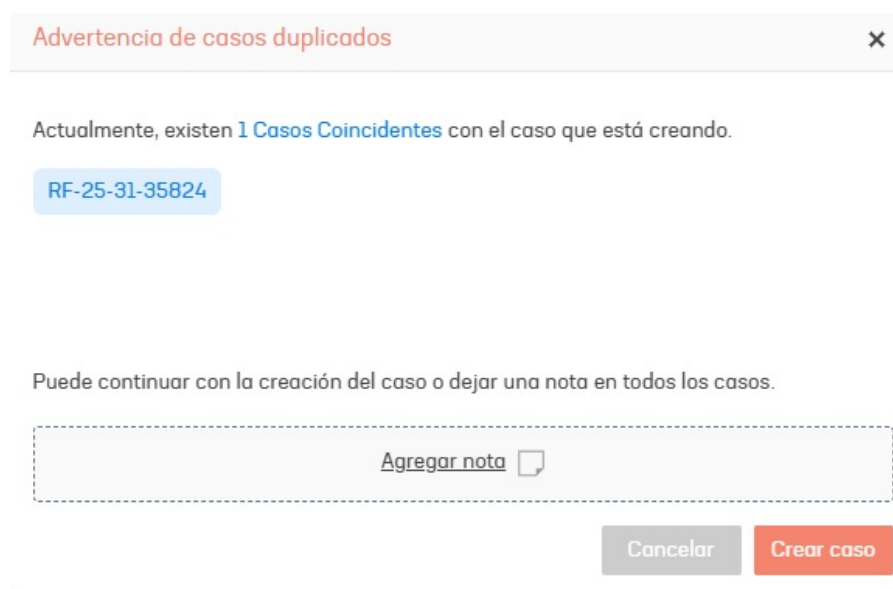 Advertencia de casos duplicados
Actualmente, existen 1 Casos Coincidentes con el caso que está creando.
RF-25-31-35824
Puede continuar con la creación del caso o dejar una nota en todos los casos.
Agregar nota
Cancelar
Crear caso